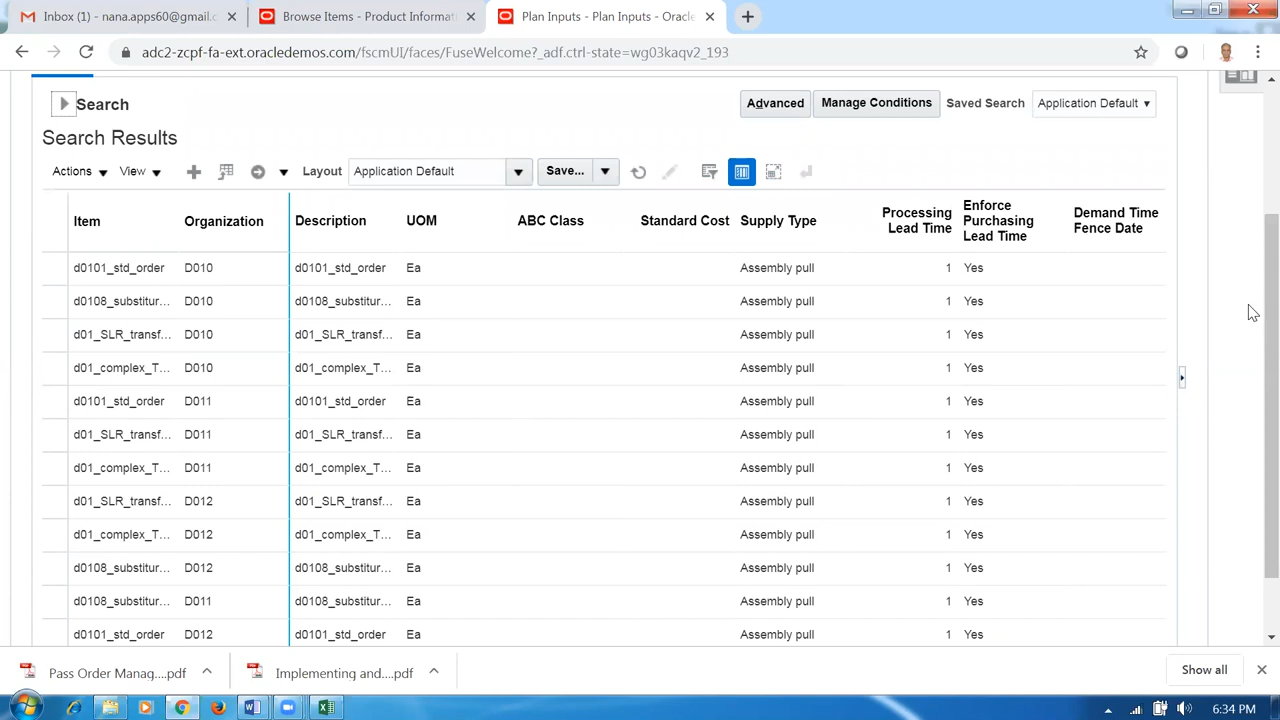 Inbox (1) - nana.apps60@gmail.c
Browse Items - Product Informati
Plan Inputs - Plan Inputs - Oracle
adc2-zcpf-fa-ext.oracledemos.com/fscmUI/faces/FuseWelcome?_adf.ctrl-state=wg03kaqv2_193
Search
Advanced
Manage Conditions
Saved Search
Application Default
Search Results
Actions
View
Layout
Application Default
Save...
Item Organization Description UOM ABC Class Standard Cost Supply Type Processing Lead Time Enforce Purchasing Lead Time Demand Time Fence Date
d0101_std_order D010 d0101_std_order Ea Assembly pull 1 Yes
d0108_substitur... D010 d0108_substitur... Ea Assembly pull 1 Yes
d01_SLR_transf... D010 d01_SLR_transf... Ea Assembly pull 1 Yes
d01_complex_T... D010 d01_complex_T... Ea Assembly pull 1 Yes
d0101_std_order D011 d0101_std_order Ea Assembly pull 1 Yes
d01_SLR_transf... D011 d01_SLR_transf... Ea Assembly pull 1 Yes
d01_complex_T... D011 d01_complex_T... Ea Assembly pull 1 Yes
d01_SLR_transf... D012 d01_SLR_transf... Ea Assembly pull 1 Yes
d01_complex_T... D012 d01_complex_T... Ea Assembly pull 1 Yes
d0108_substitur... D012 d0108_substitur... Ea Assembly pull 1 Yes
d0108_substitur... D011 d0108_substitur... Ea Assembly pull 1 Yes
d0101_std_order D012 d0101_std_order Ea Assembly pull 1 Yes
Pass Order Manag....pdf
Implementing and....pdf
Show all
6:34 PM